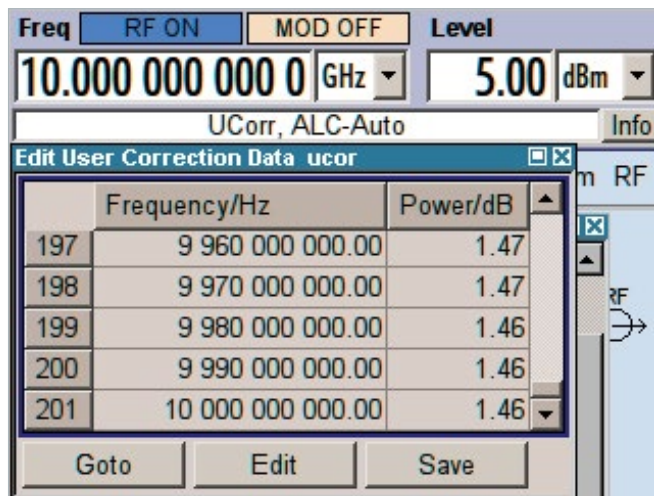 Freq RF ON MOD OFF Level
10.000 000 000 0 GHz 5.00 dBm
UCorr, ALC-Auto Info
Edit User Correction Data ucor
m RF
Frequency/Hz Power/dB
197 9 960 000 000.00 1.47
198 9 970 000 000.00 1.47
RF
199 9 980 000 000.00 1.46
200 9 990 000 000.00 1.46
201 10 000 000 000.00 1.46
Goto Edit Save